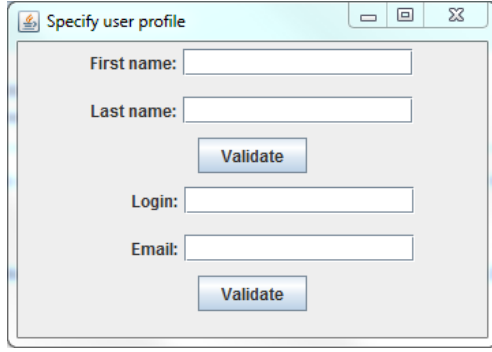 Specify user profile
First name:
Last name:
Validate
Login:
Email:
Validate